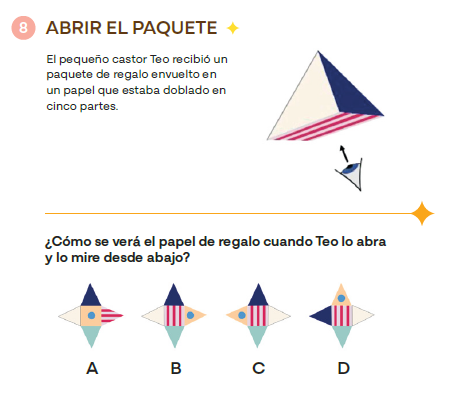 8 ABRIR EL PAQUETE
El pequeño castor Teo recibió un
paquete de regalo envuelto en
un papel que estaba doblado en
cinco partes.
¿Cómo se verá el papel de regalo cuando Teo lo abra
y lo mire desde abajo?
A B C D